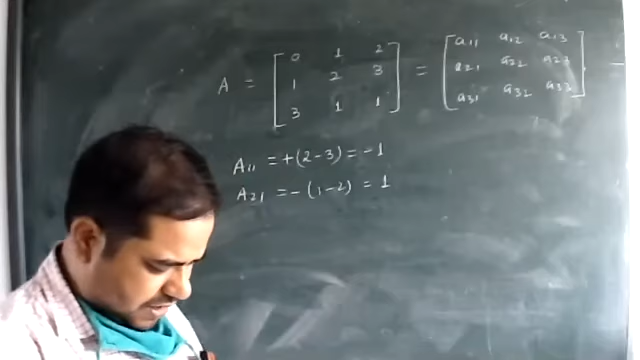 A = [ 0 1 2 = [ a11 a12 a13
1 2 3 a21 a22 a23
3 1 1 ] a31 a32 a33 ]
A11 = +(2-3) = -1
A21 = -(1-2) = 1